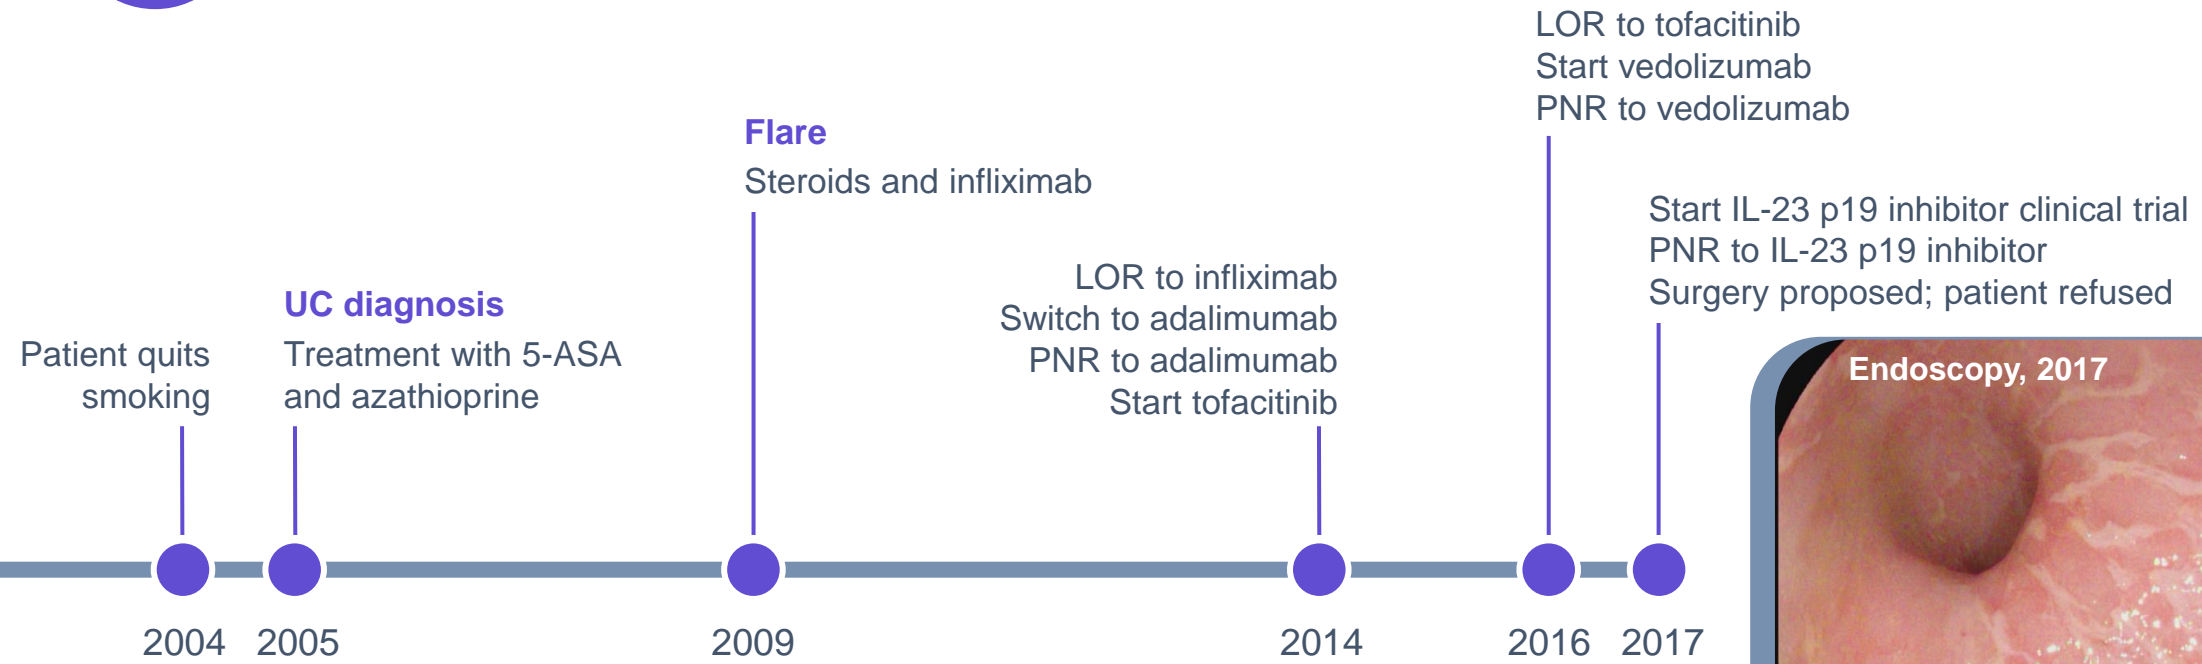 Patient quits
smoking
2004
UC diagnosis
Treatment with 5-ASA
and azathioprine
2005
Flare
Steroids and infliximab
2009
LOR to infliximab
Switch to adalimumab
PNR to adalimumab
Start tofacitinib
2014
LOR to tofacitinib
Start vedolizumab
PNR to vedolizumab
2016
Start IL-23 p19 inhibitor clinical trial
PNR to IL-23 p19 inhibitor
Surgery proposed; patient refused
2017
Endoscopy, 2017